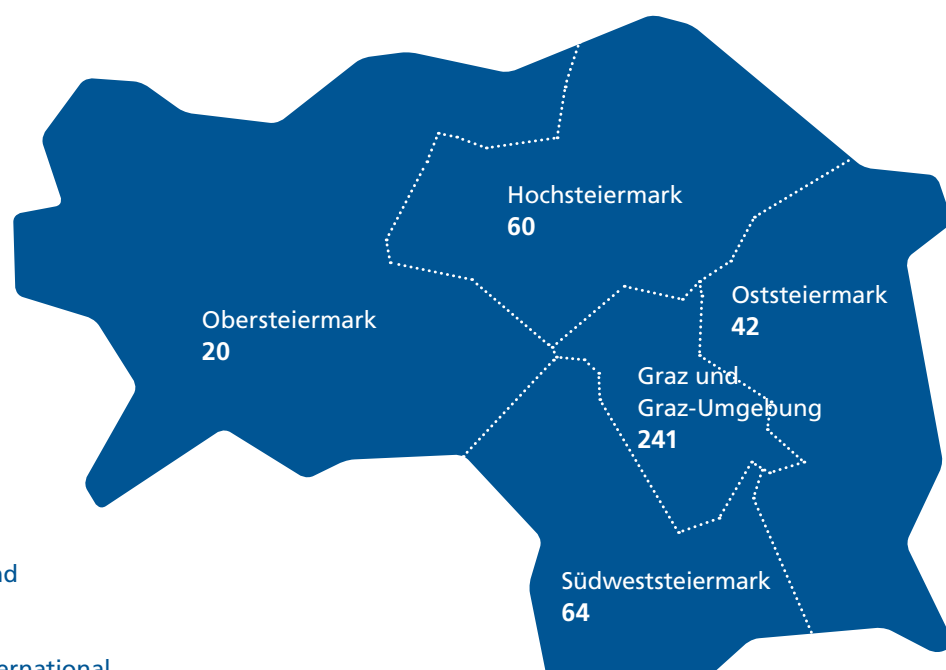 Hochsteiermark
60
Oststeiermark
42
Obersteiermark
20
Graz und
Graz-Umgebung
241
Südweststeiermark
64